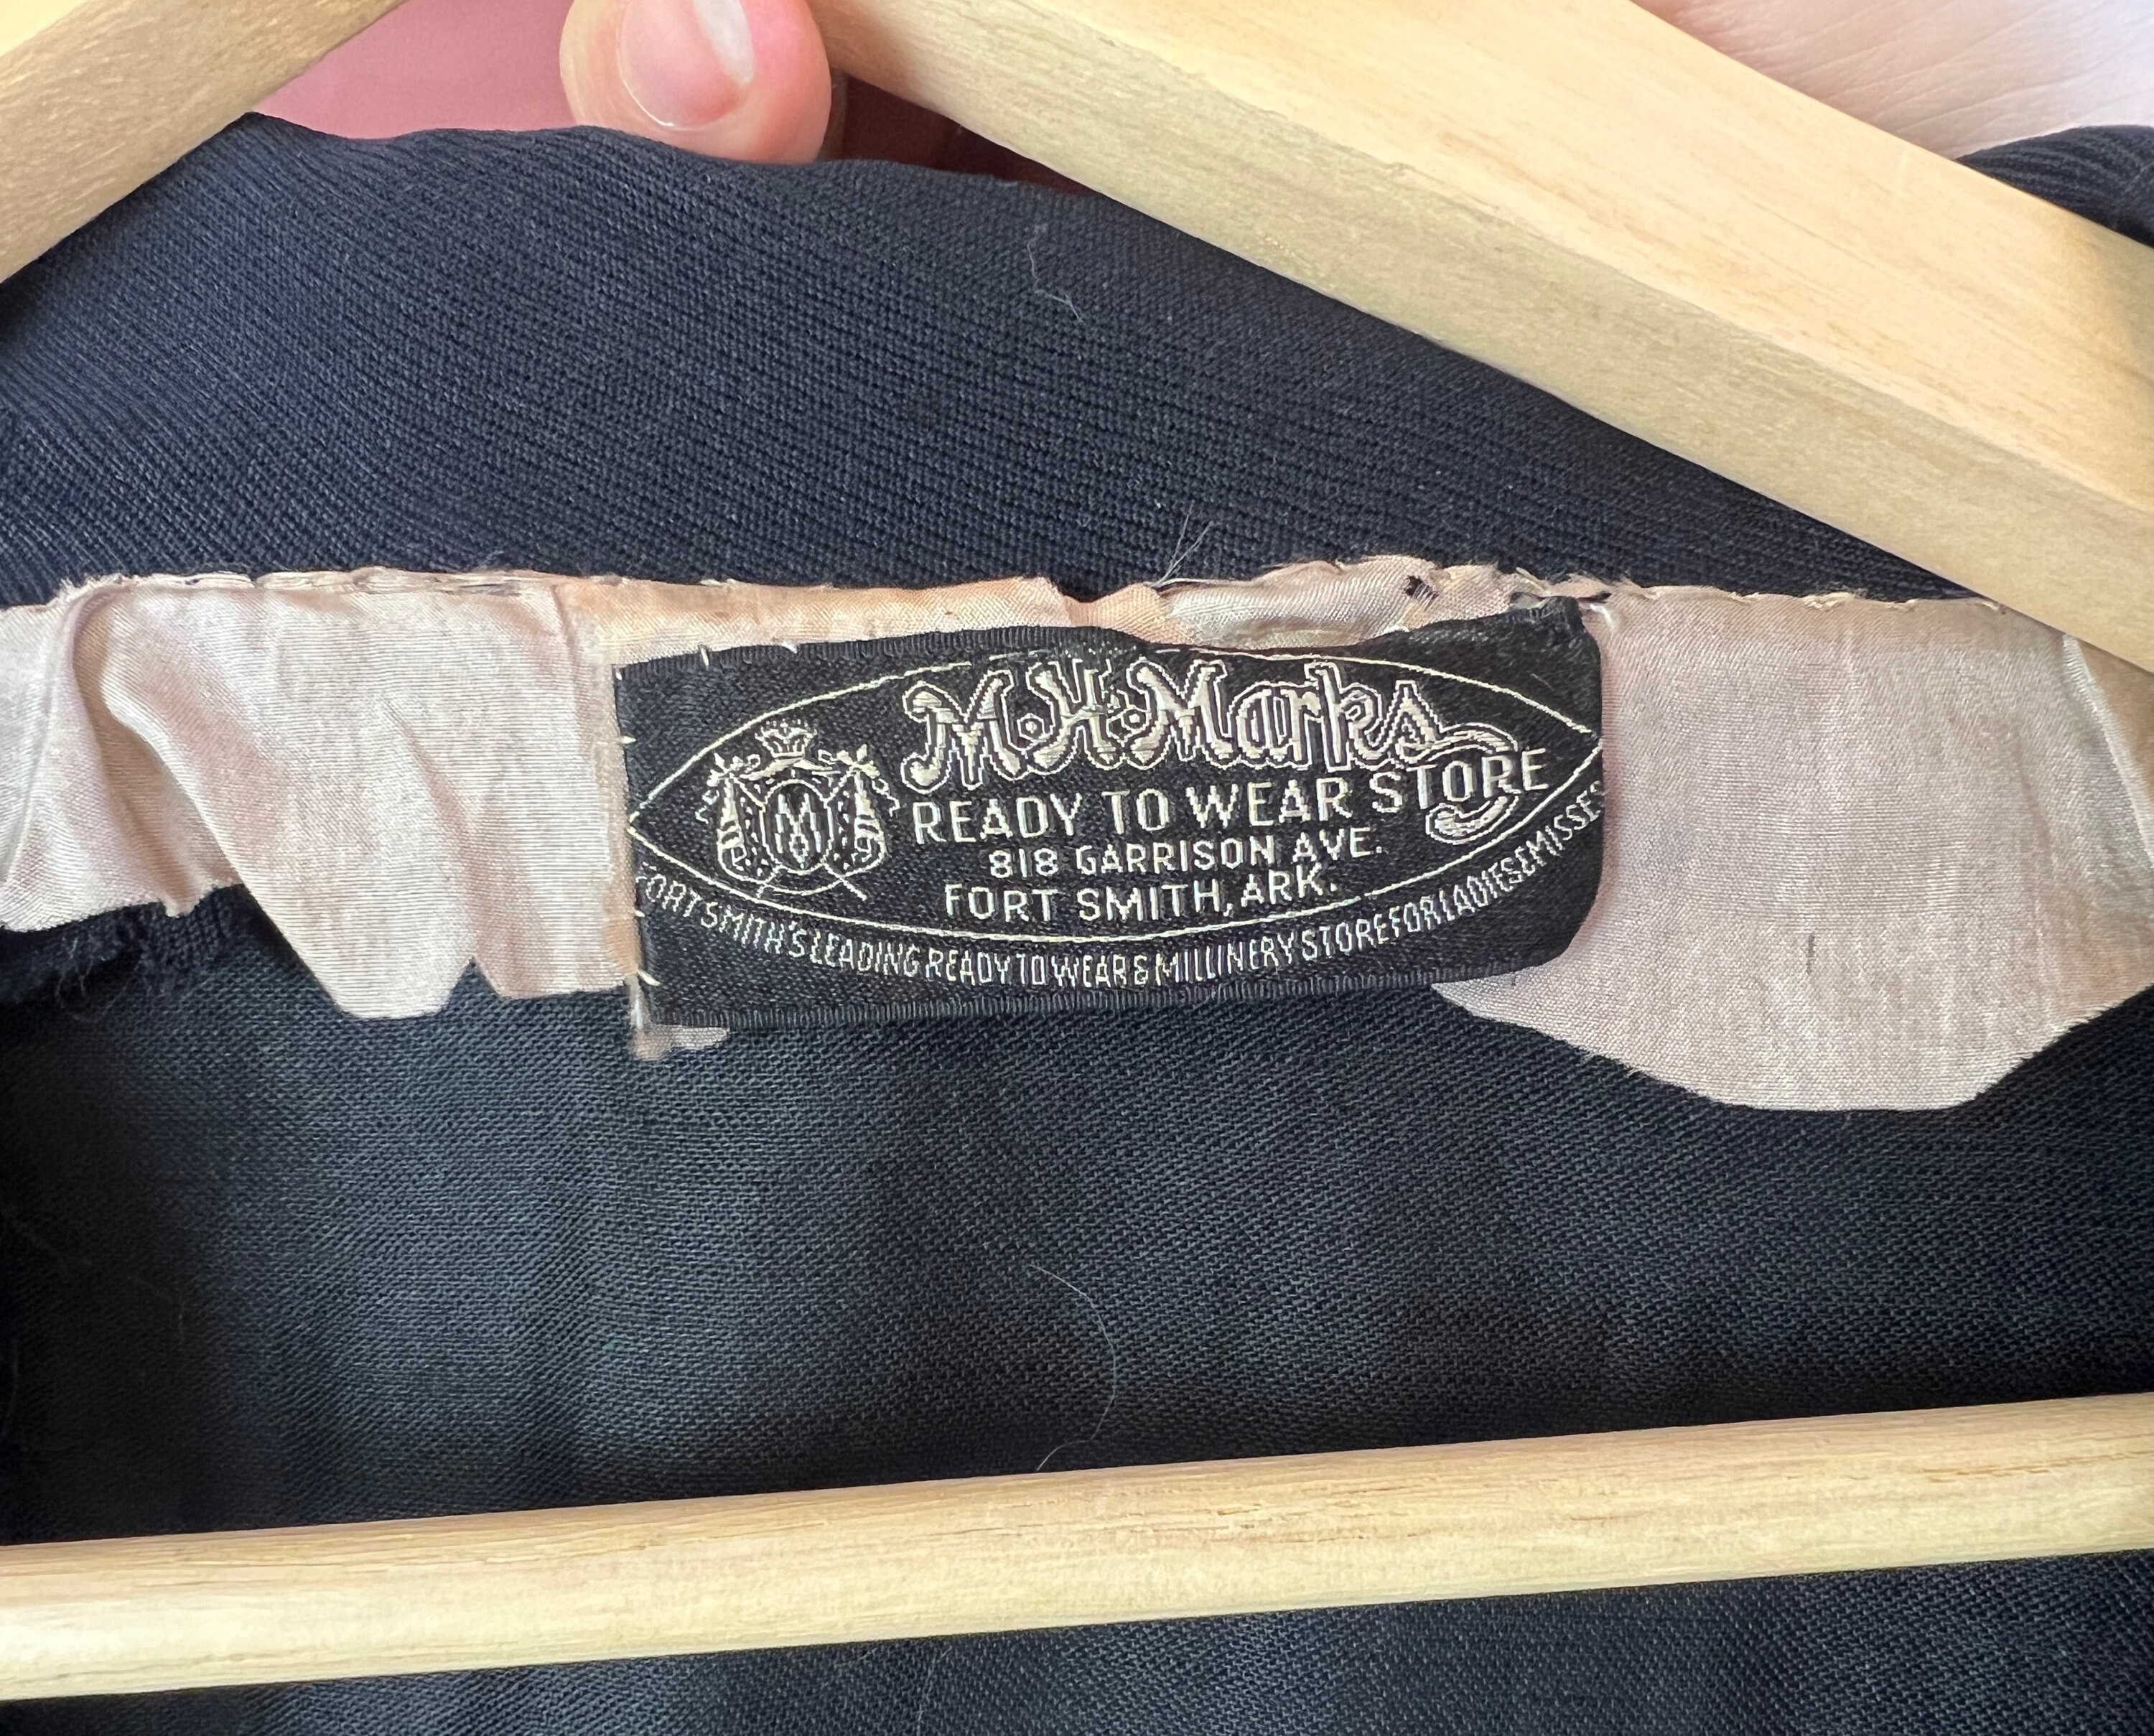 M
M.H. Marks
READY TO WEAR STORE
818 GARRISON AVE.
FORT SMITH, ARK.
FORT SMITH'S LEADING READY TO WEAR & MILLINERY STORE FOR LADIES & MISSES